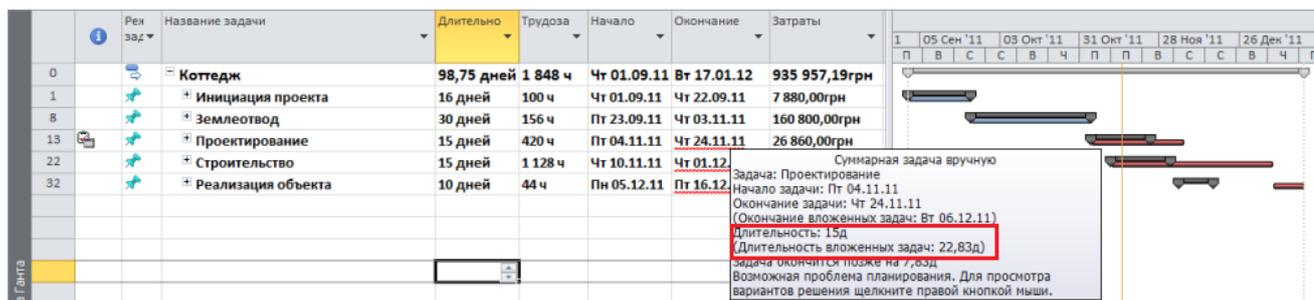 Реж Название задачи Длительно Трудоза Начало Окончание Затраты
зад
1 05 Сен '11 03 Окт '11 31 Окт '11 28 Ноя '11 26 Дек '11
П В С С В Ч П П В С С В Ч П
0 Коттедж 98,75 дней 1 848 ч Чт 01.09.11 Вт 17.01.12 935 957,19грн
1 Инициация проекта 16 дней 100 ч Чт 01.09.11 Чт 22.09.11 7 880,00грн
8 Землеотвод 30 дней 156 ч Пт 23.09.11 Чт 03.11.11 160 800,00грн
13 Проектирование 15 дней 420 ч Пт 04.11.11 Чт 24.11.11 26 860,00грн
22 Строительство 15 дней 1 128 ч Чт 10.11.11 Чт 01.12.
32 Реализация объекта 10 дней 44 ч Пн 05.12.11 Пт 16.12.
Суммарная задача вручную
Задача: Проектирование
Начало задачи: Пт 04.11.11
Окончание задачи: Чт 24.11.11
(Окончание вложенных задач: Вт 06.12.11)
Длительность: 15д
(Длительность вложенных задач: 22,83д)
Задача окончится позже на 7,83д
Возможная проблема планирования. Для просмотра
вариантов решения щелкните правой кнопкой мыши.
а Ганта